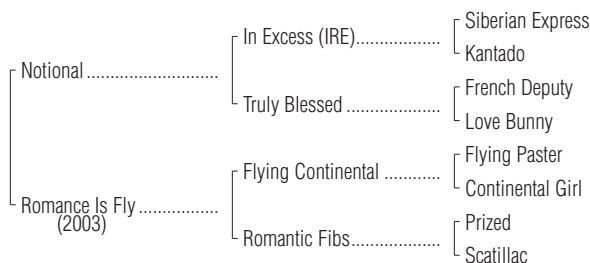 Siberian Express
In Excess (IRE)..................
Kantado
Notional ...........................
French Deputy
Truly Blessed ....................
Love Bunny
Flying Paster
Flying Continental ............
Continental Girl
Romance Is Fly .................
(2003)
Prized
Romantic Fibs...................
Scatillac